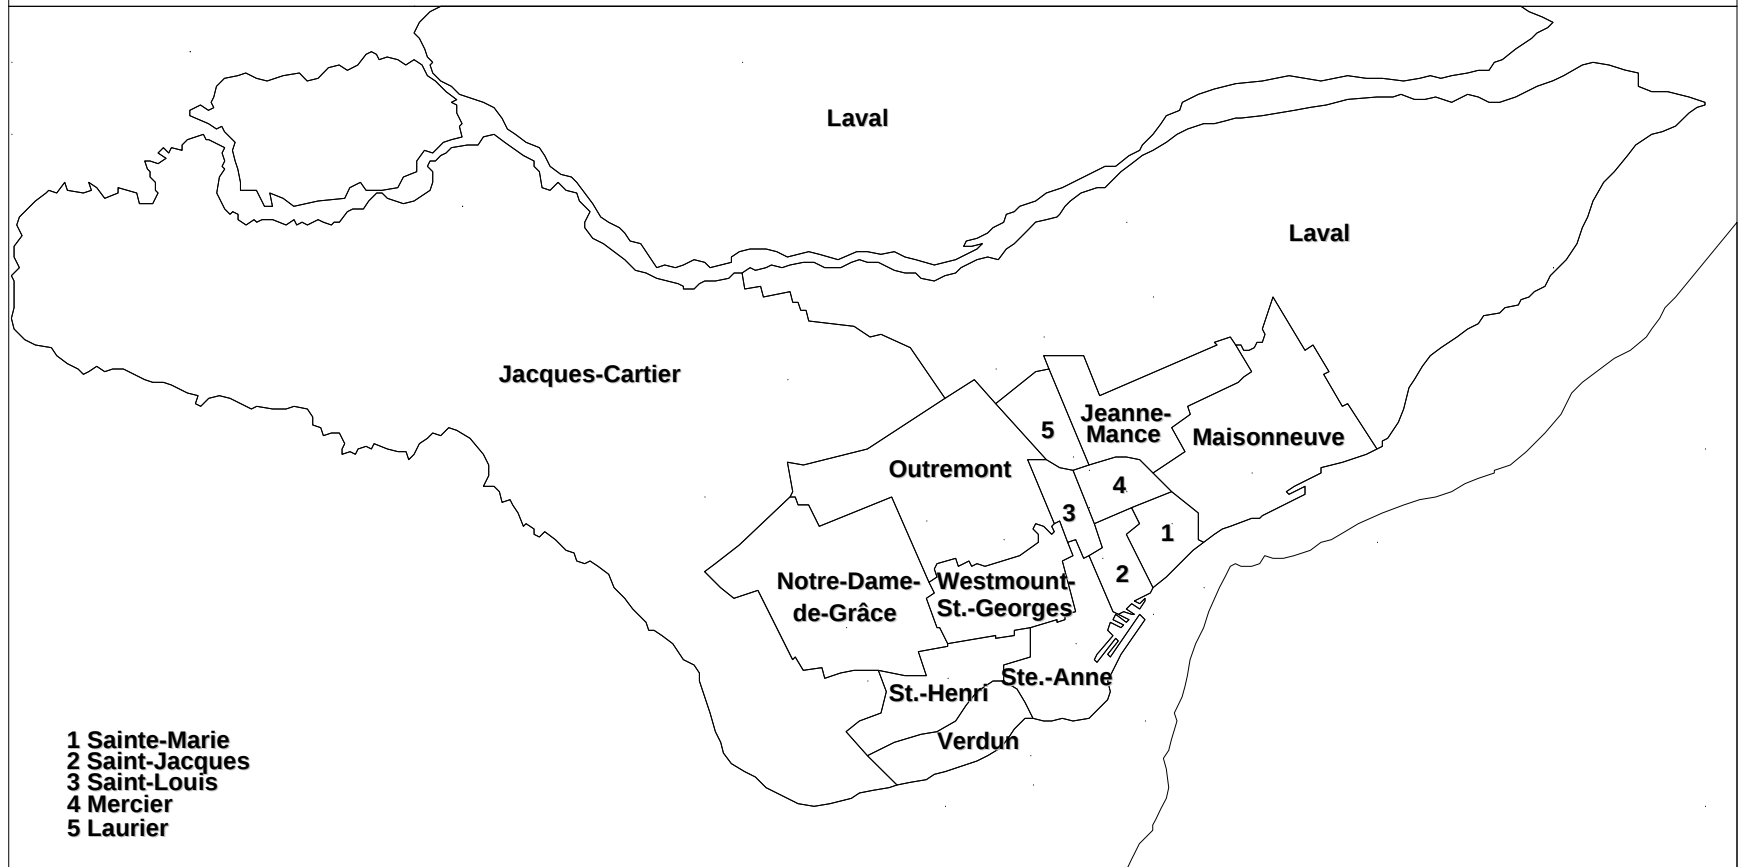 Laval
Laval
Jacques-Cartier
Jeanne-
Mance
5
Maisonneuve
Outremont
4
3
1
2
Notre-Dame-
de-Grâce
Westmount-
St.-Georges
Ste.-Anne
St.-Henri
Verdun
1 Sainte-Marie
2 Saint-Jacques
3 Saint-Louis
4 Mercier
5 Laurier